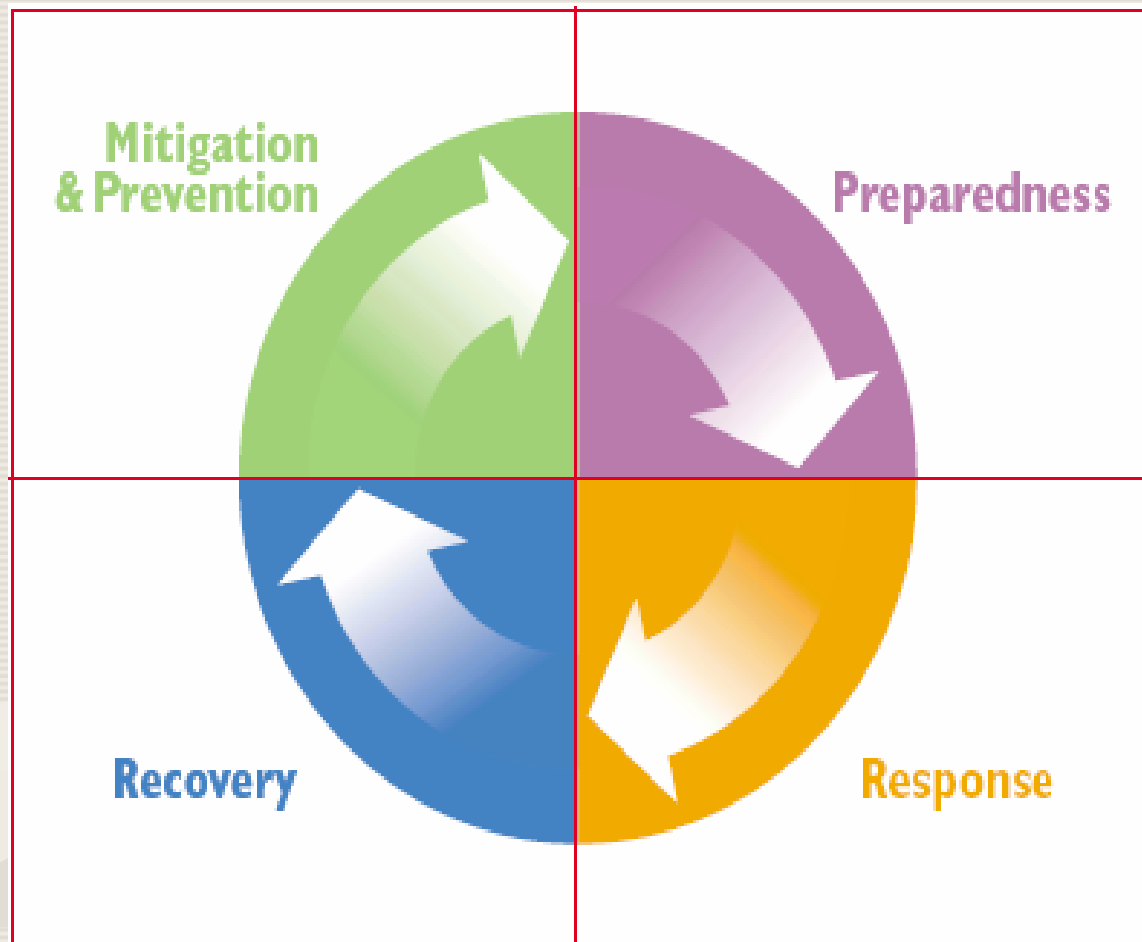 Mitigation
& Prevention
Preparedness
Recovery
Response